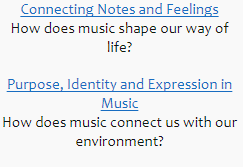 Connecting Notes and Feelings
How does music shape our way of
life?
Purpose, Identity and Expression in
Music
How does music connect us with our
environment?